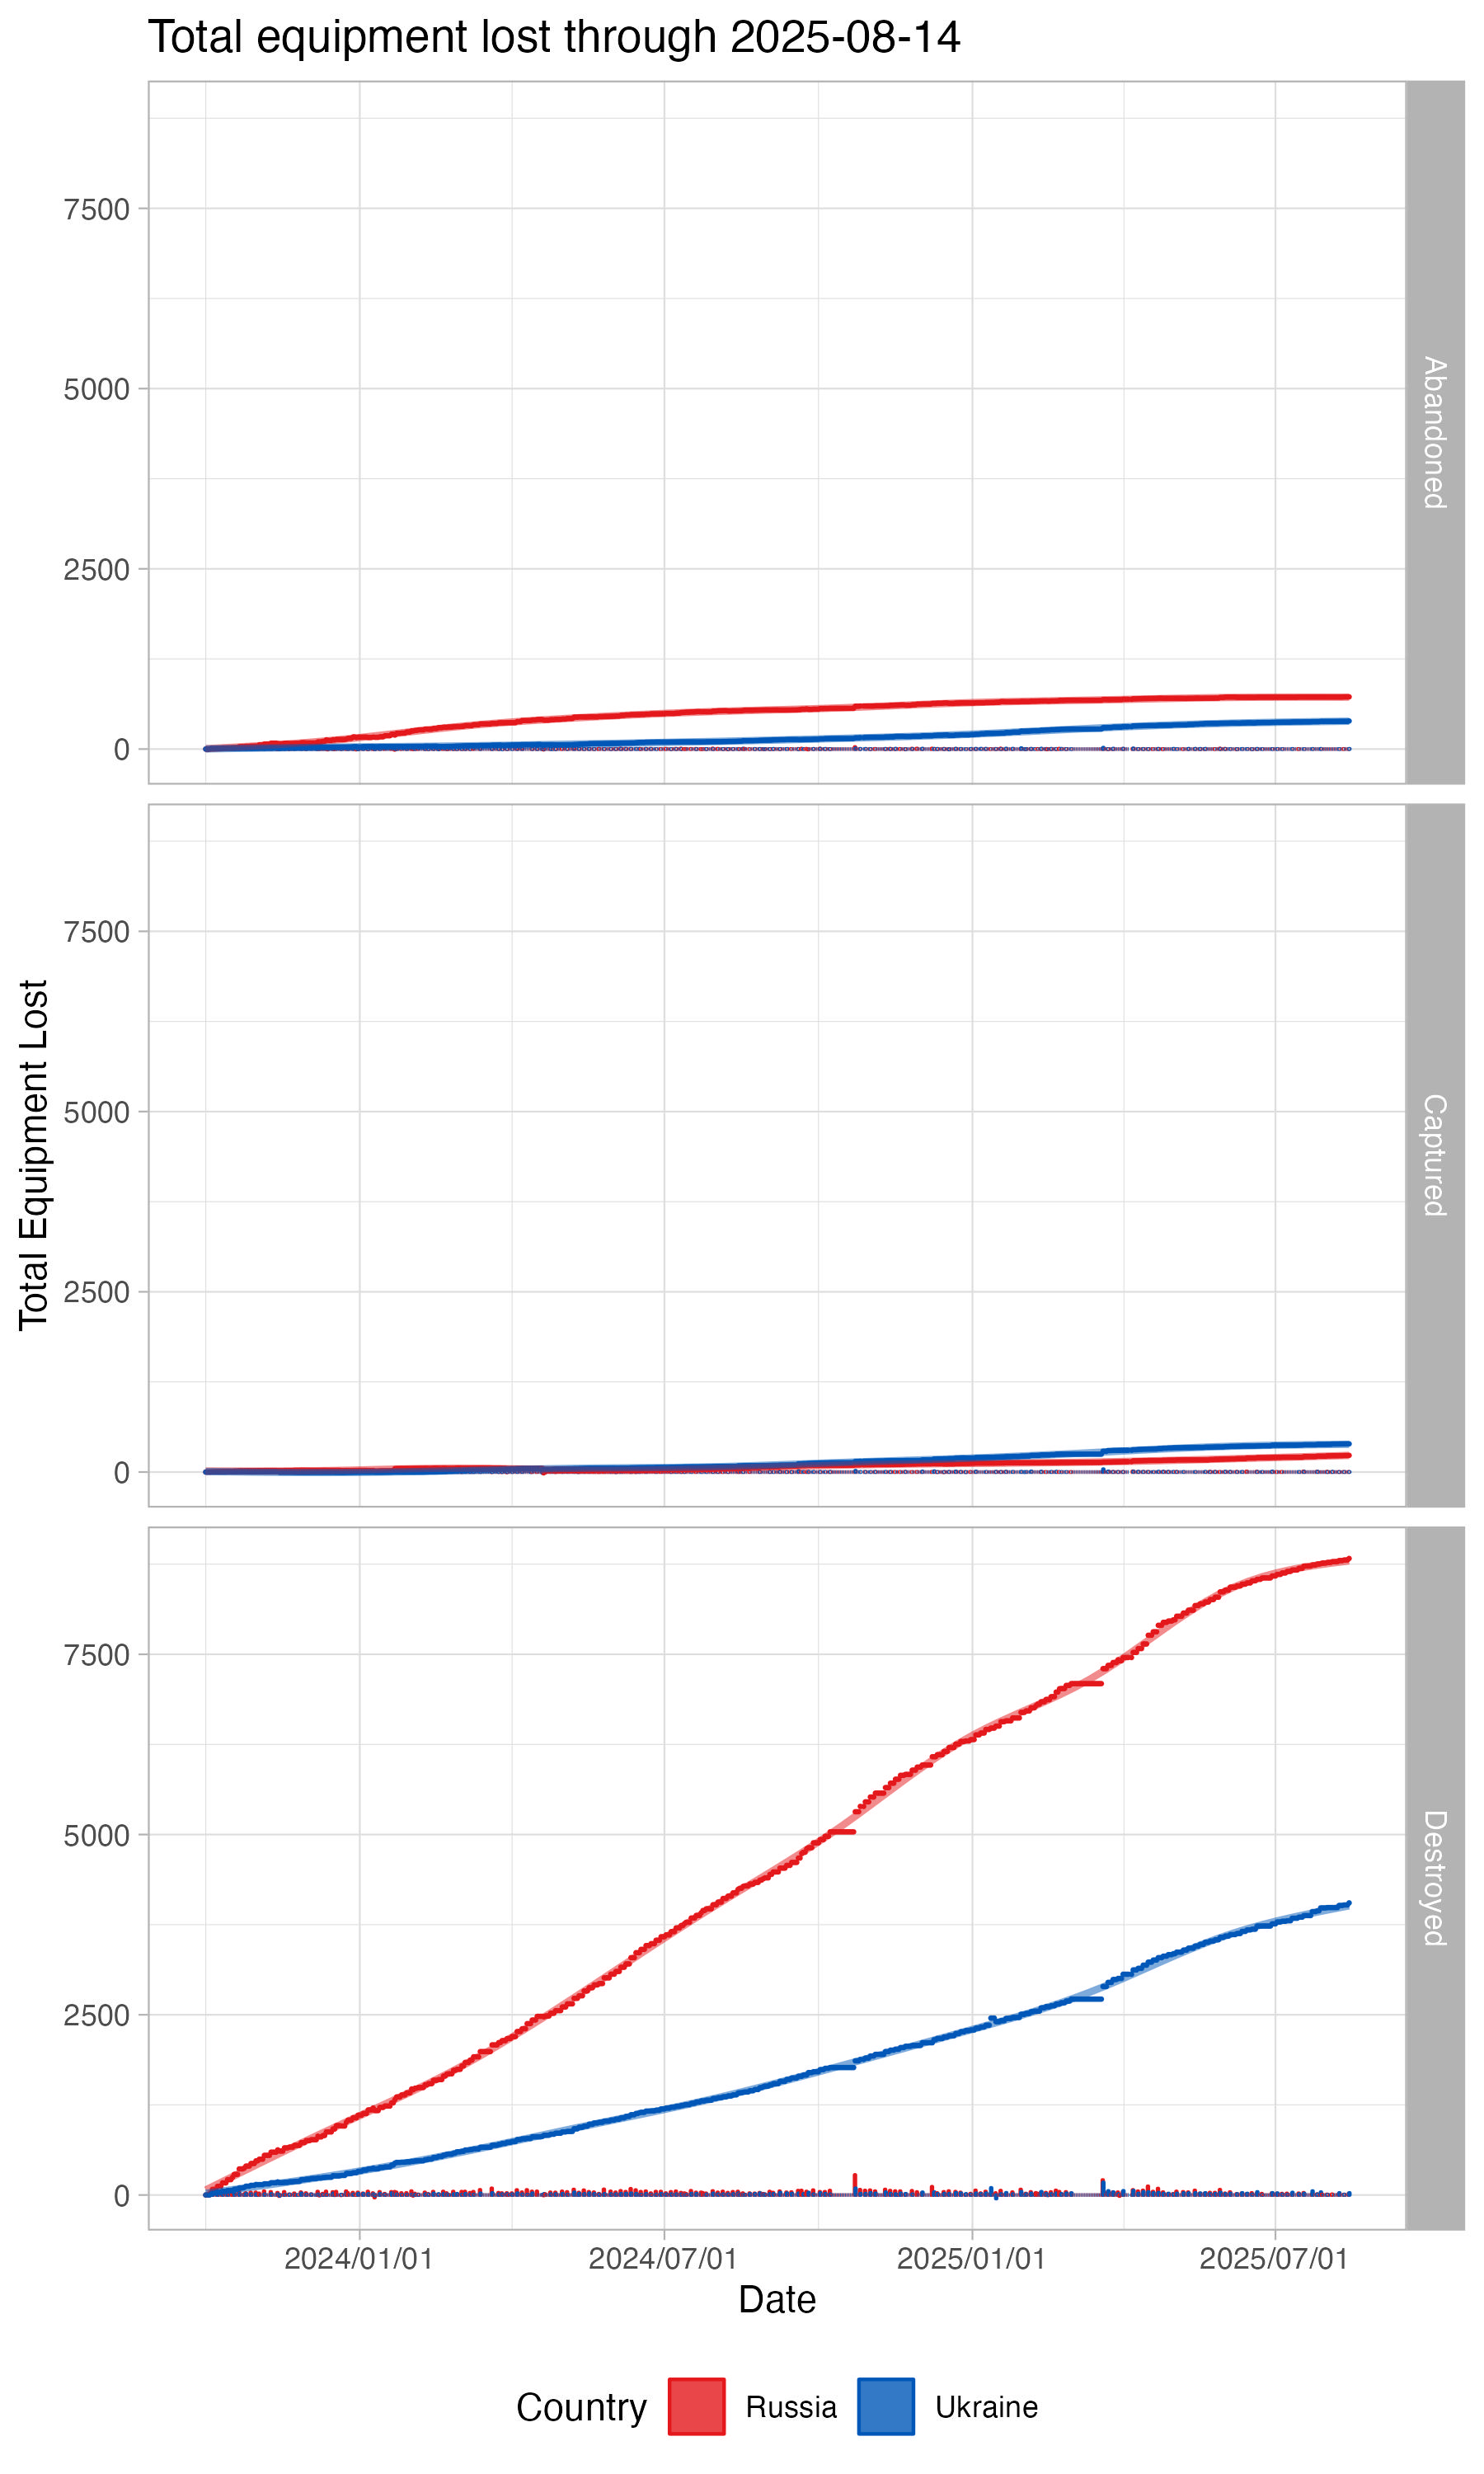 Total equipment lost through 2025-08-14
7500
5000
2500
0
Abandoned
7500
5000
2500
0
Captured
Total Equipment Lost
7500
5000
2500
0
Destroyed
2024/01/01 2024/07/01 2025/01/01 2025/07/01
Date
Country Russia Ukraine